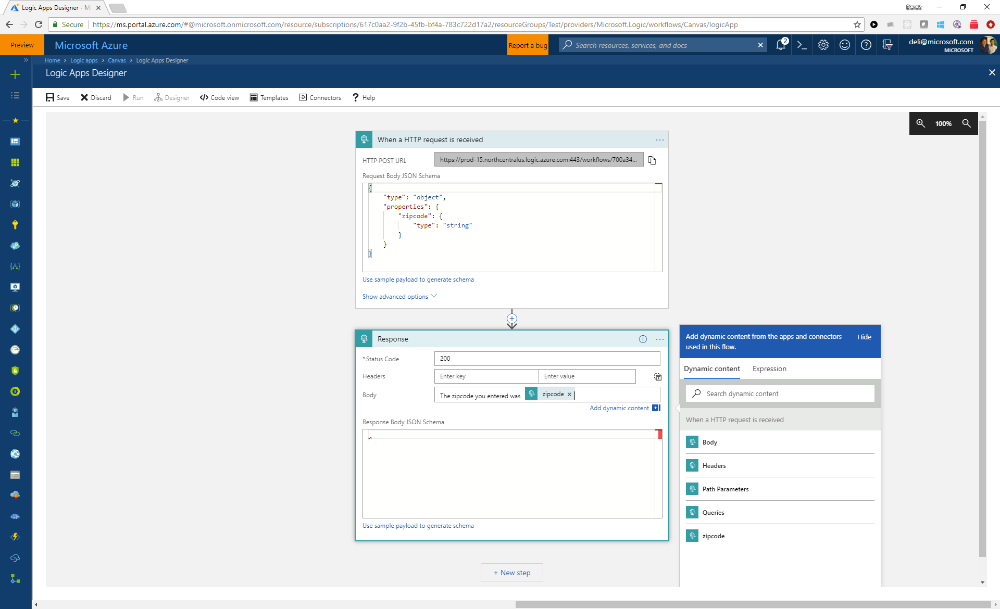 Logic Apps Designer - Mi
Derek
Secure
https://ms.portal.azure.com/#@microsoft.onmicrosoft.com/resource/subscriptions/617c0aa2-9f2b-45fb-bf4a-783c722d17a2/resourceGroups/Test/providers/Microsoft.Logic/workflows/Canvas/logicApp
Preview
Microsoft Azure
Report a bug
Search resources, services, and docs
2
deli@microsoft.com
MICROSOFT
Home > Logic apps > Canvas > Logic Apps Designer
Logic Apps Designer
Save
Discard
Run
Designer
Code view
Templates
Connectors
Help
100%
When a HTTP request is received
HTTP POST URL
https://prod-15.northcentralus.logic.azure.com:443/workflows/700a34...
Request Body JSON Schema
{
"type": "object",
"properties": {
"zipcode": {
"type": "string"
}
}
}
Use sample payload to generate schema
Show advanced options
Response
* Status Code
200
Headers
Enter key
Enter value
Body
The zipcode you entered was zipcode ×
Add dynamic content
Response Body JSON Schema
Use sample payload to generate schema
+ New step
Add dynamic content from the apps and connectors
used in this flow.
Hide
Dynamic content
Expression
Search dynamic content
When a HTTP request is received
Body
Headers
Path Parameters
Queries
zipcode